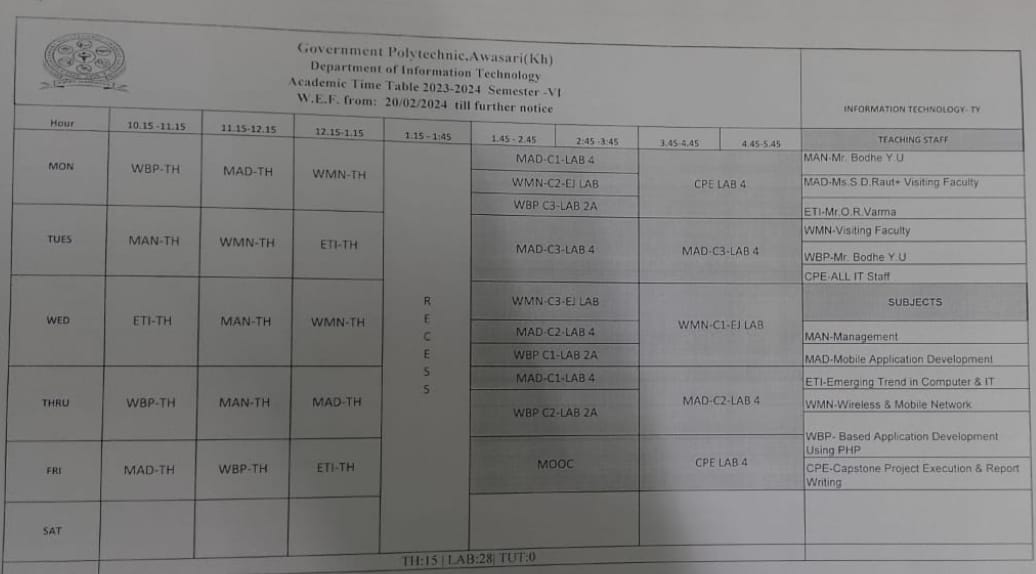 Government Polytechnic,Awasari(Kh)
Department of Information Technology
Academic Time Table 2023-2024 Semester -VI
W.E.F. from: 20/02/2024 till further notice
INFORMATION TECHNOLOGY- TY
Hour 10.15 -11.15 11.15-12.15 12.15-1.15 1.15 - 1:45 1.45 - 2.45 2:45 -3:45 3.45-4.45 4.45-5.45 TEACHING STAFF
MON WBP-TH MAD-TH WMN-TH MAD-C1-LAB 4 CPE LAB 4 MAN-Mr. Bodhe Y.U
WMN-C2-EJ LAB MAD-Ms.S.D.Raut+ Visiting Faculty
WBP C3-LAB 2A ETI-Mr.O.R.Varma
TUES MAN-TH WMN-TH ETI-TH MAD-C3-LAB 4 MAD-C3-LAB 4 WMN-Visiting Faculty
WBP-Mr. Bodhe Y.U
CPE-ALL IT Staff
RECESS
WED ETI-TH MAN-TH WMN-TH WMN-C3-EJ LAB WMN-C1-EJ LAB SUBJECTS
MAD-C2-LAB 4 MAN-Management
WBP C1-LAB 2A MAD-Mobile Application Development
THRU WBP-TH MAN-TH MAD-TH MAD-C1-LAB 4 MAD-C2-LAB 4 ETI-Emerging Trend in Computer & IT
WBP C2-LAB 2A WMN-Wireless & Mobile Network
WBP- Based Application Development
Using PHP
FRI MAD-TH WBP-TH ETI-TH MOOC CPE LAB 4 CPE-Capstone Project Execution & Report
Writing
SAT
TH:15 | LAB:28| TUT:0